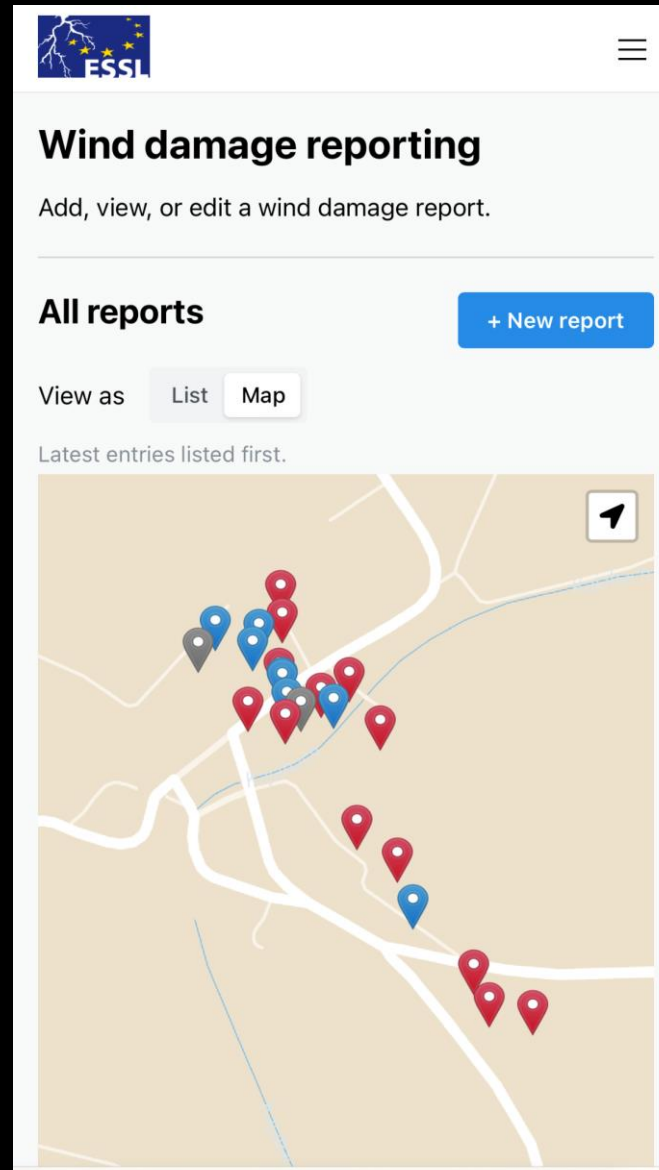 ESSL
Wind damage reporting
Add, view, or edit a wind damage report.
All reports
+ New report
View as List Map
Latest entries listed first.